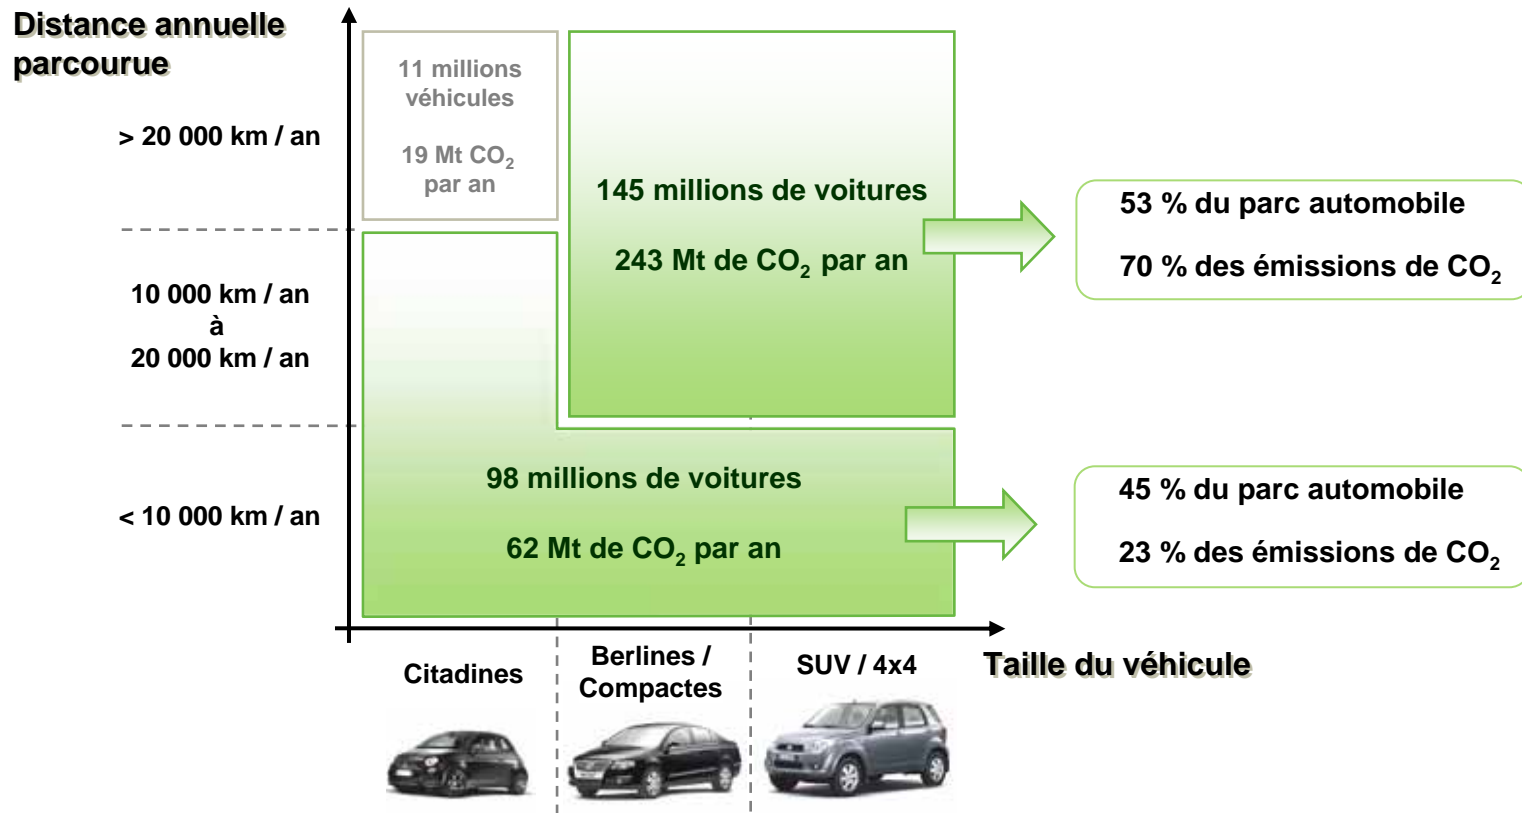 Distance annuelle
parcourue
11 millions
véhicules
19 Mt CO₂
par an
> 20 000 km / an
145 millions de voitures
243 Mt de CO₂ par an
53 % du parc automobile
70 % des émissions de CO₂
10 000 km / an
à
20 000 km / an
98 millions de voitures
62 Mt de CO₂ par an
45 % du parc automobile
23 % des émissions de CO₂
< 10 000 km / an
Citadines
Berlines /
Compactes
SUV / 4x4
Taille du véhicule